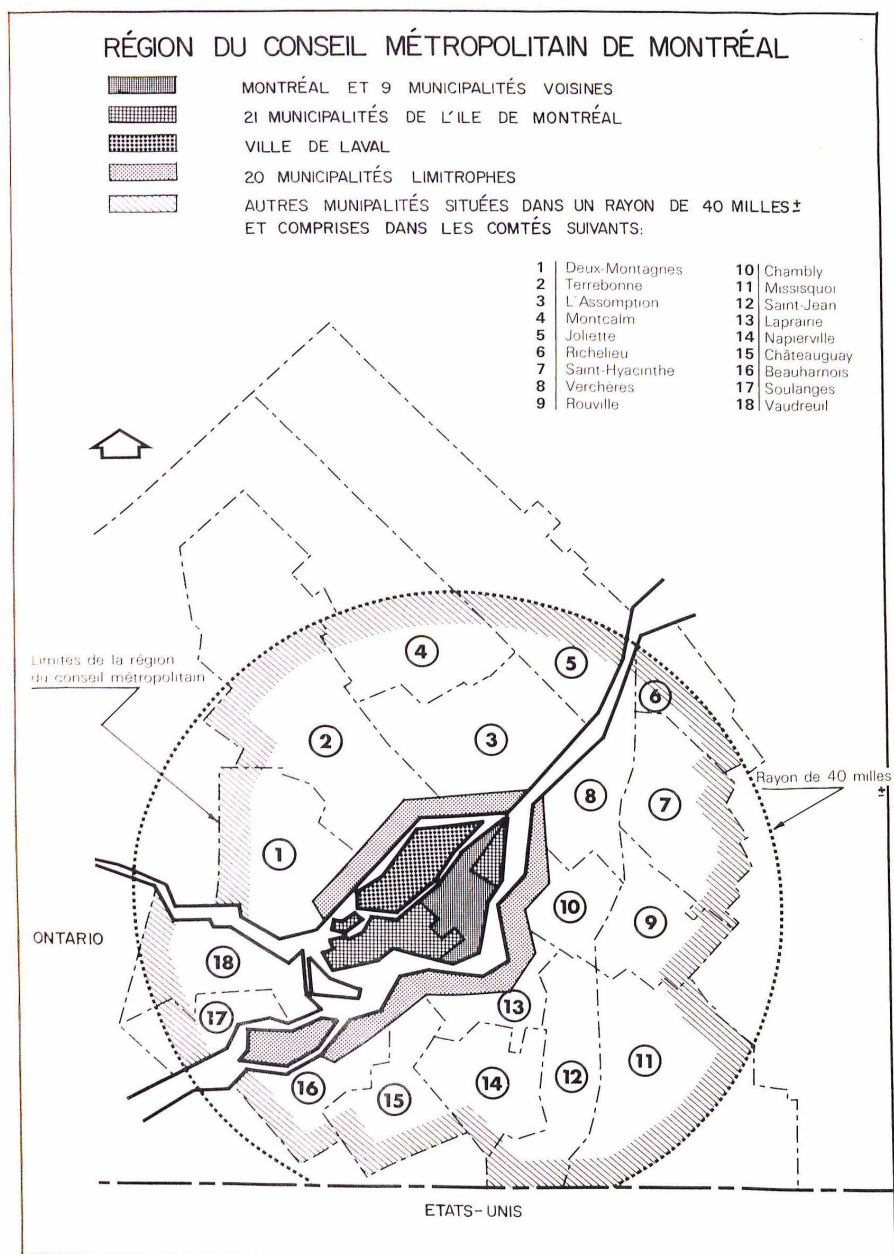 RÉGION DU CONSEIL MÉTROPOLITAIN DE MONTRÉAL
MONTRÉAL ET 9 MUNICIPALITÉS VOISINES
21 MUNICIPALITÉS DE L'ILE DE MONTRÉAL
VILLE DE LAVAL
20 MUNICIPALITÉS LIMITROPHES
AUTRES MUNIPALITÉS SITUÉES DANS UN RAYON DE 40 MILLES ±
ET COMPRISES DANS LES COMTÉS SUIVANTS:
1 Deux-Montagnes
2 Terrebonne
3 L'Assomption
4 Montcalm
5 Joliette
6 Richelieu
7 Saint-Hyacinthe
8 Verchères
9 Rouville
10 Chambly
11 Missisquoi
12 Saint-Jean
13 Laprairie
14 Napierville
15 Châteauguay
16 Beauharnois
17 Soulanges
18 Vaudreuil
Limites de la région
du conseil métropolitain
4
5
6
2
3
Rayon de 40 milles
±
8
7
1
10
9
ONTARIO
18
17
13
11
12
14
16
15
ETATS-UNIS